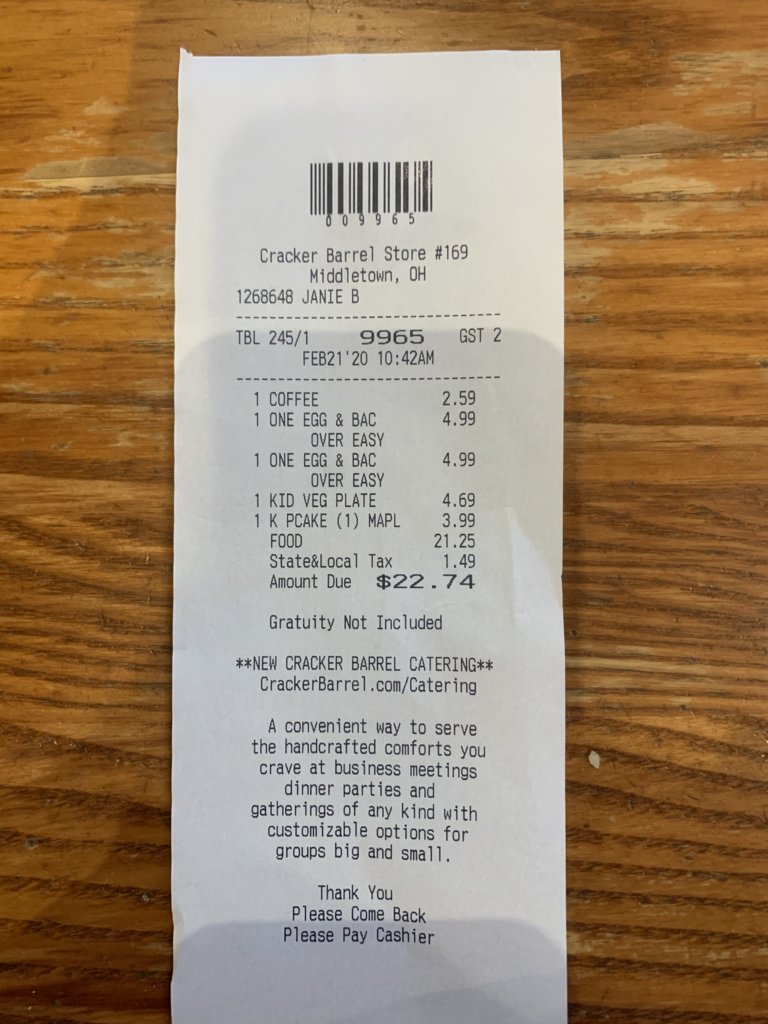 009965
Cracker Barrel Store #169
Middletown, OH
1268648 JANIE B
TBL 245/1 9965 GST 2
FEB21'20 10:42AM
1 COFFEE 2.59
1 ONE EGG & BAC 4.99
OVER EASY
1 ONE EGG & BAC 4.99
OVER EASY
1 KID VEG PLATE 4.69
1 K PCAKE (1) MAPL 3.99
FOOD 21.25
State&Local Tax 1.49
Amount Due $22.74
Gratuity Not Included
**NEW CRACKER BARREL CATERING**
CrackerBarrel.com/Catering
A convenient way to serve
the handcrafted comforts you
crave at business meetings
dinner parties and
gatherings of any kind with
customizable options for
groups big and small.
Thank You
Please Come Back
Please Pay Cashier